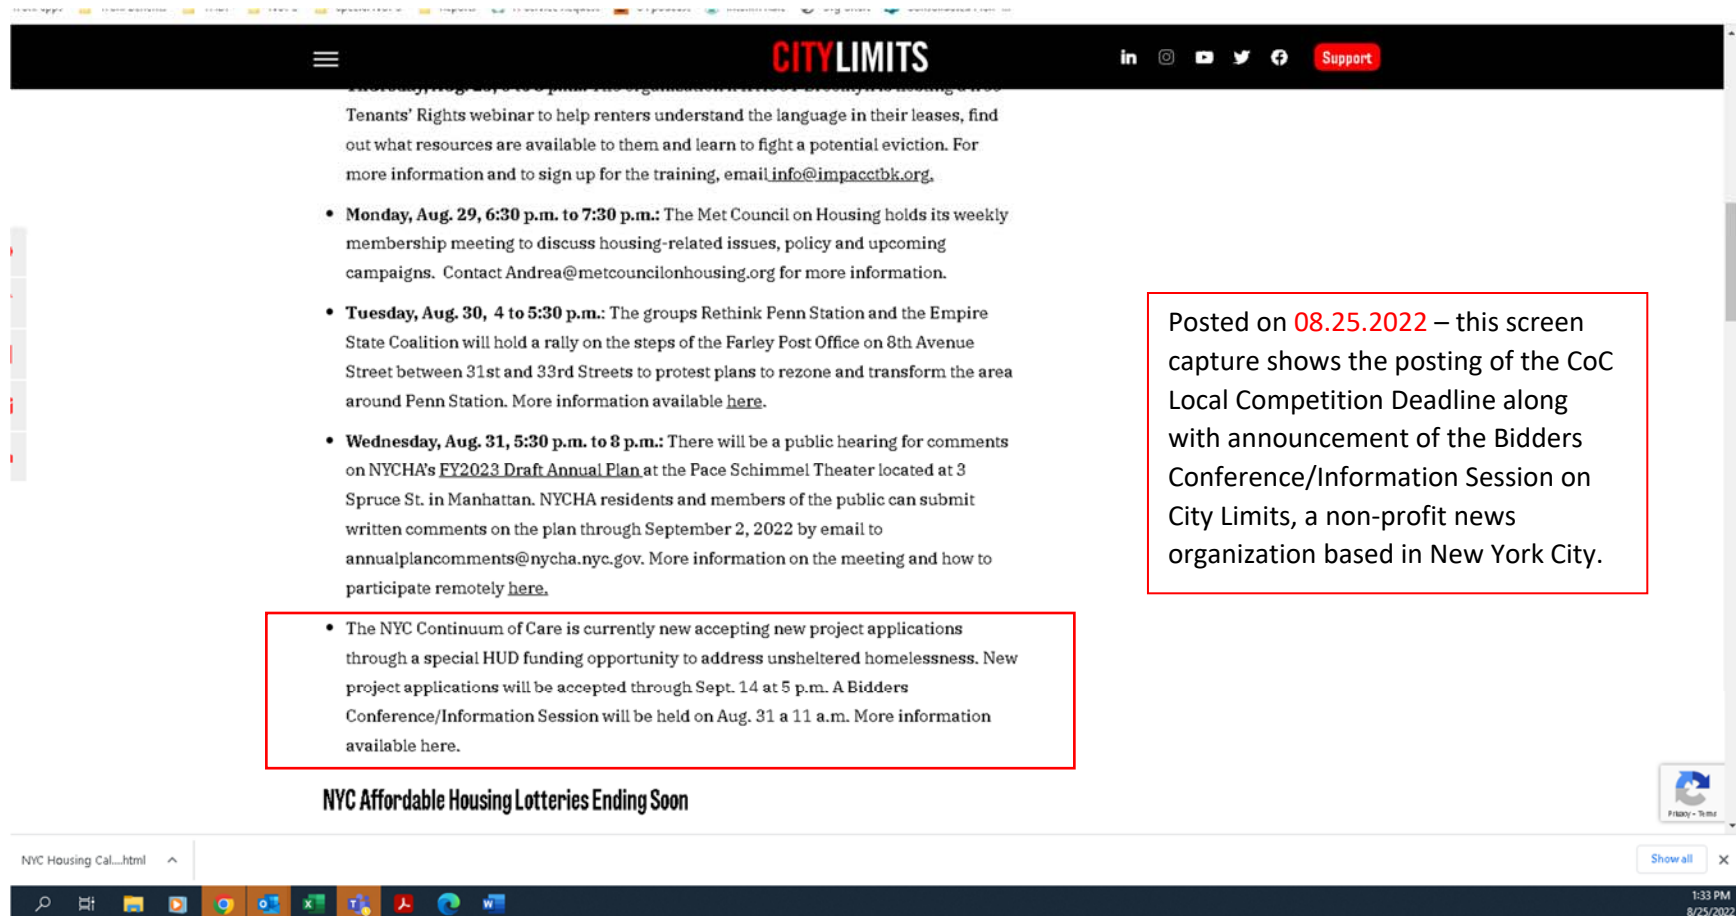 CITYLIMITS
Support
Tenants' Rights webinar to help renters understand the language in their leases, find
out what resources are available to them and learn to fight a potential eviction. For
more information and to sign up for the training, email info@impacctbk.org.
• Monday, Aug. 29, 6:30 p.m. to 7:30 p.m.: The Met Council on Housing holds its weekly
membership meeting to discuss housing-related issues, policy and upcoming
campaigns. Contact Andrea@metcouncilonhousing.org for more information.
• Tuesday, Aug. 30, 4 to 5:30 p.m.: The groups Rethink Penn Station and the Empire
State Coalition will hold a rally on the steps of the Farley Post Office on 8th Avenue
Street between 31st and 33rd Streets to protest plans to rezone and transform the area
around Penn Station. More information available here.
• Wednesday, Aug. 31, 5:30 p.m. to 8 p.m.: There will be a public hearing for comments
on NYCHA's FY2023 Draft Annual Plan at the Pace Schimmel Theater located at 3
Spruce St. in Manhattan. NYCHA residents and members of the public can submit
written comments on the plan through September 2, 2022 by email to
annualplancomments@nycha.nyc.gov. More information on the meeting and how to
participate remotely here.
• The NYC Continuum of Care is currently new accepting new project applications
through a special HUD funding opportunity to address unsheltered homelessness. New
project applications will be accepted through Sept. 14 at 5 p.m. A Bidders
Conference/Information Session will be held on Aug. 31 a 11 a.m. More information
available here.
NYC Affordable Housing Lotteries Ending Soon
Posted on 08.25.2022 – this screen
capture shows the posting of the CoC
Local Competition Deadline along
with announcement of the Bidders
Conference/Information Session on
City Limits, a non-profit news
organization based in New York City.
Privacy - Terms
NYC Housing Cal....html
Show all
1:33 PM
8/25/2022